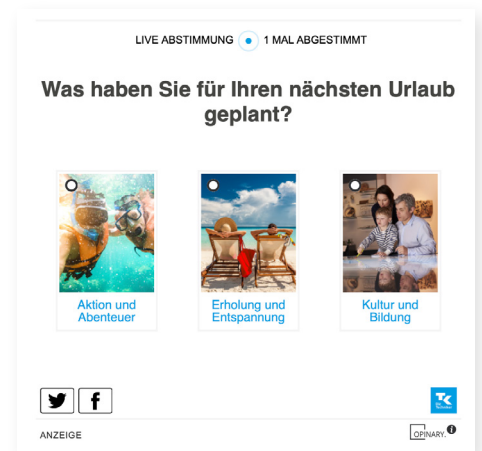 LIVE ABSTIMMUNG 1 MAL ABGESTIMMT
Was haben Sie für Ihren nächsten Urlaub
geplant?
Aktion und
Abenteuer
Erholung und
Entspannung
Kultur und
Bildung
TK
ANZEIGE
OPINARY.